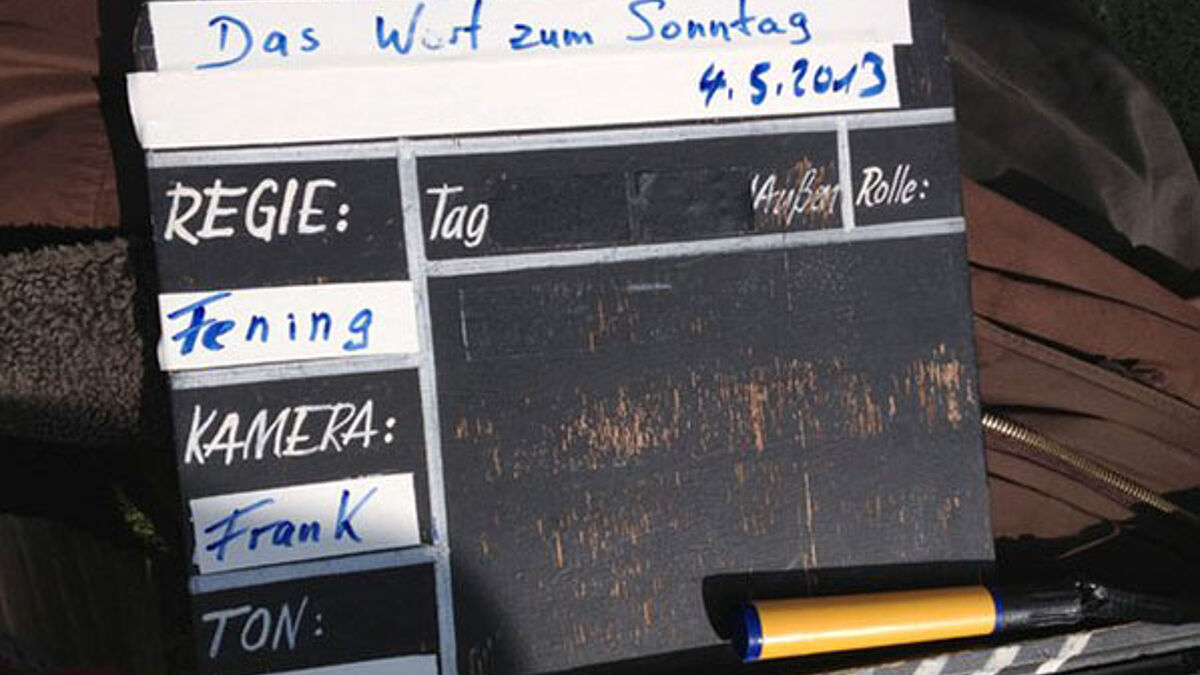 Das Wort zum Sonntag
4.5.2013
REGIE:
Tag
Außen
Rolle:
Fening
KAMERA:
Frank
TON: